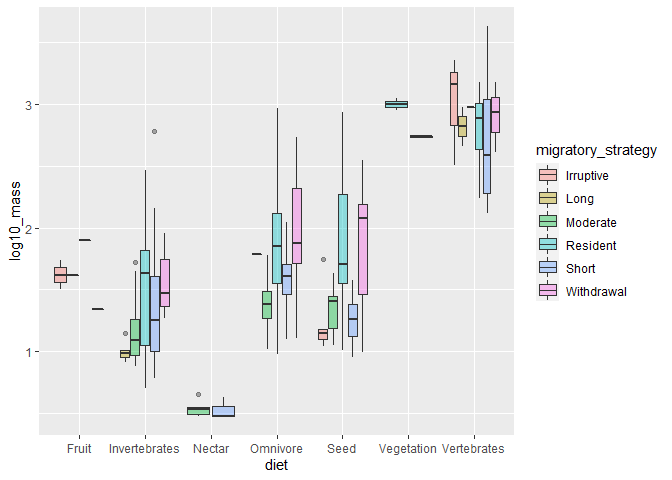 3
2
1
log10_mass
Fruit Invertebrates Nectar Omnivore Seed Vegetation Vertebrates
diet
migratory_strategy
Irruptive
Long
Moderate
Resident
Short
Withdrawal